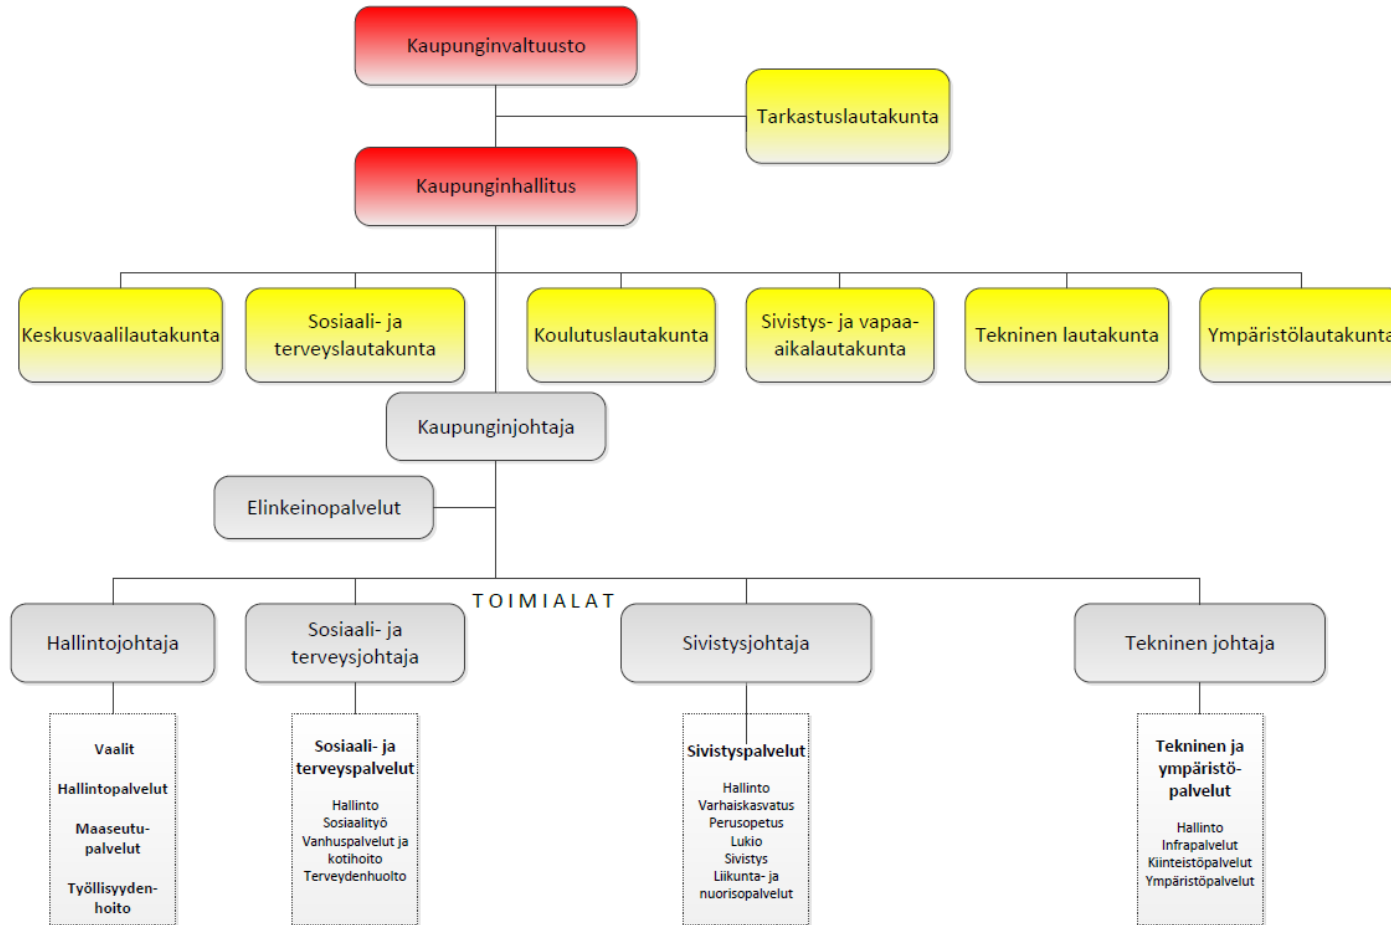 Kaupunginvaltuusto
Tarkastuslautakunta
Kaupunginhallitus
Keskusvaalilautakunta
Sosiaali- ja
terveyslautakunta
Koulutuslautakunta
Sivistys- ja vapaa-
aikalautakunta
Tekninen lautakunta
Ympäristölautakunta
Kaupunginjohtaja
Elinkeinopalvelut
TOIMIALAT
Hallintojohtaja
Sosiaali- ja
terveysjohtaja
Sivistysjohtaja
Tekninen johtaja
Vaalit
Hallintopalvelut
Maaseutu-
palvelut
Työllisyyden-
hoito
Sosiaali- ja
terveyspalvelut
Hallinto
Sosiaalityö
Vanhuspalvelut ja
kotihoito
Terveydenhuolto
Sivistyspalvelut
Hallinto
Varhaiskasvatus
Perusopetus
Lukio
Sivistys
Liikunta- ja
nuorisopalvelut
Tekninen ja
ympäristö-
palvelut
Hallinto
Infrapalvelut
Kiinteistöpalvelut
Ympäristöpalvelut